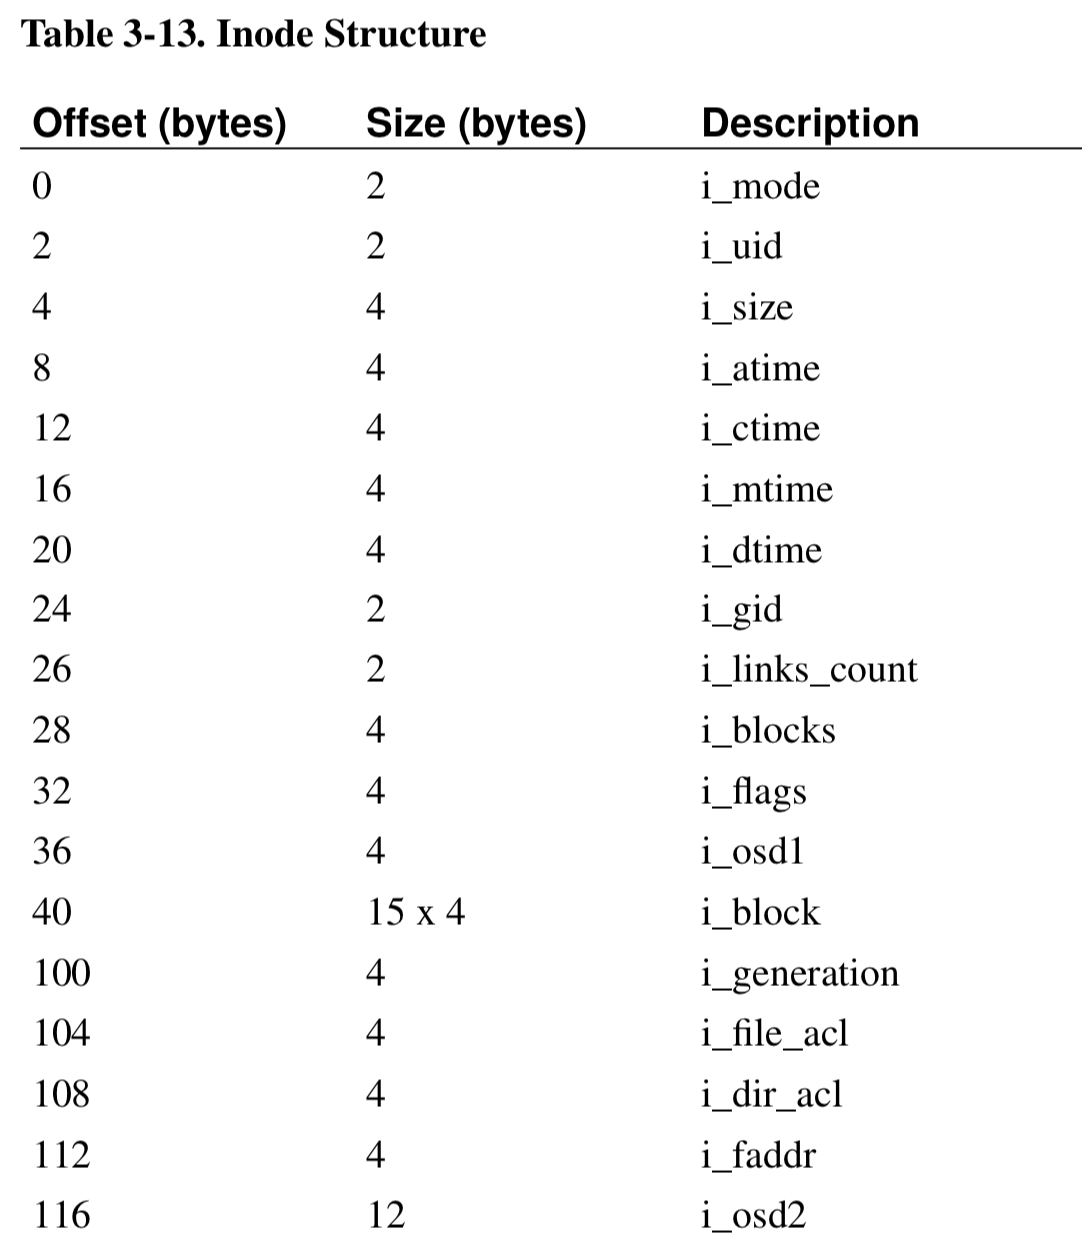 Table 3-13. Inode Structure
Offset (bytes) Size (bytes) Description
0 2 i_mode
2 2 i_uid
4 4 i_size
8 4 i_atime
12 4 i_ctime
16 4 i_mtime
20 4 i_dtime
24 2 i_gid
26 2 i_links_count
28 4 i_blocks
32 4 i_flags
36 4 i_osd1
40 15 x 4 i_block
100 4 i_generation
104 4 i_file_acl
108 4 i_dir_acl
112 4 i_faddr
116 12 i_osd2